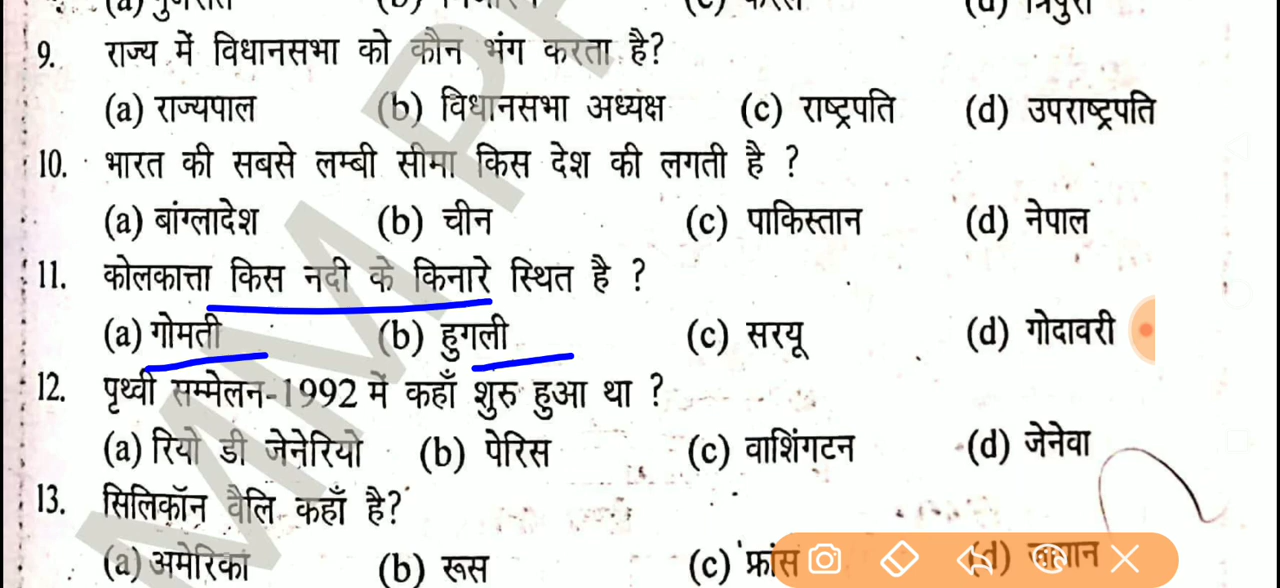 9. राज्य में विधानसभा को कौन भंग करता है?
(a) राज्यपाल (b) विधानसभा अध्यक्ष (c) राष्ट्रपति (d) उपराष्ट्रपति
10. भारत की सबसे लम्बी सीमा किस देश की लगती है ?
(a) बांग्लादेश (b) चीन (c) पाकिस्तान (d) नेपाल
11. कोलकात्ता किस नदी के किनारे स्थित है ?
(a) गोमती (b) हुगली (c) सरयू (d) गोदावरी
12. पृथ्वी सम्मेलन-1992 में कहाँ शुरु हुआ था ?
(a) रियो डी जेनेरियो (b) पेरिस (c) वाशिंगटन (d) जेनेवा
13. सिलिकॉन वैलि कहाँ है?
(a) अमेरिका (b) रूस (c) फ्रांस (d)